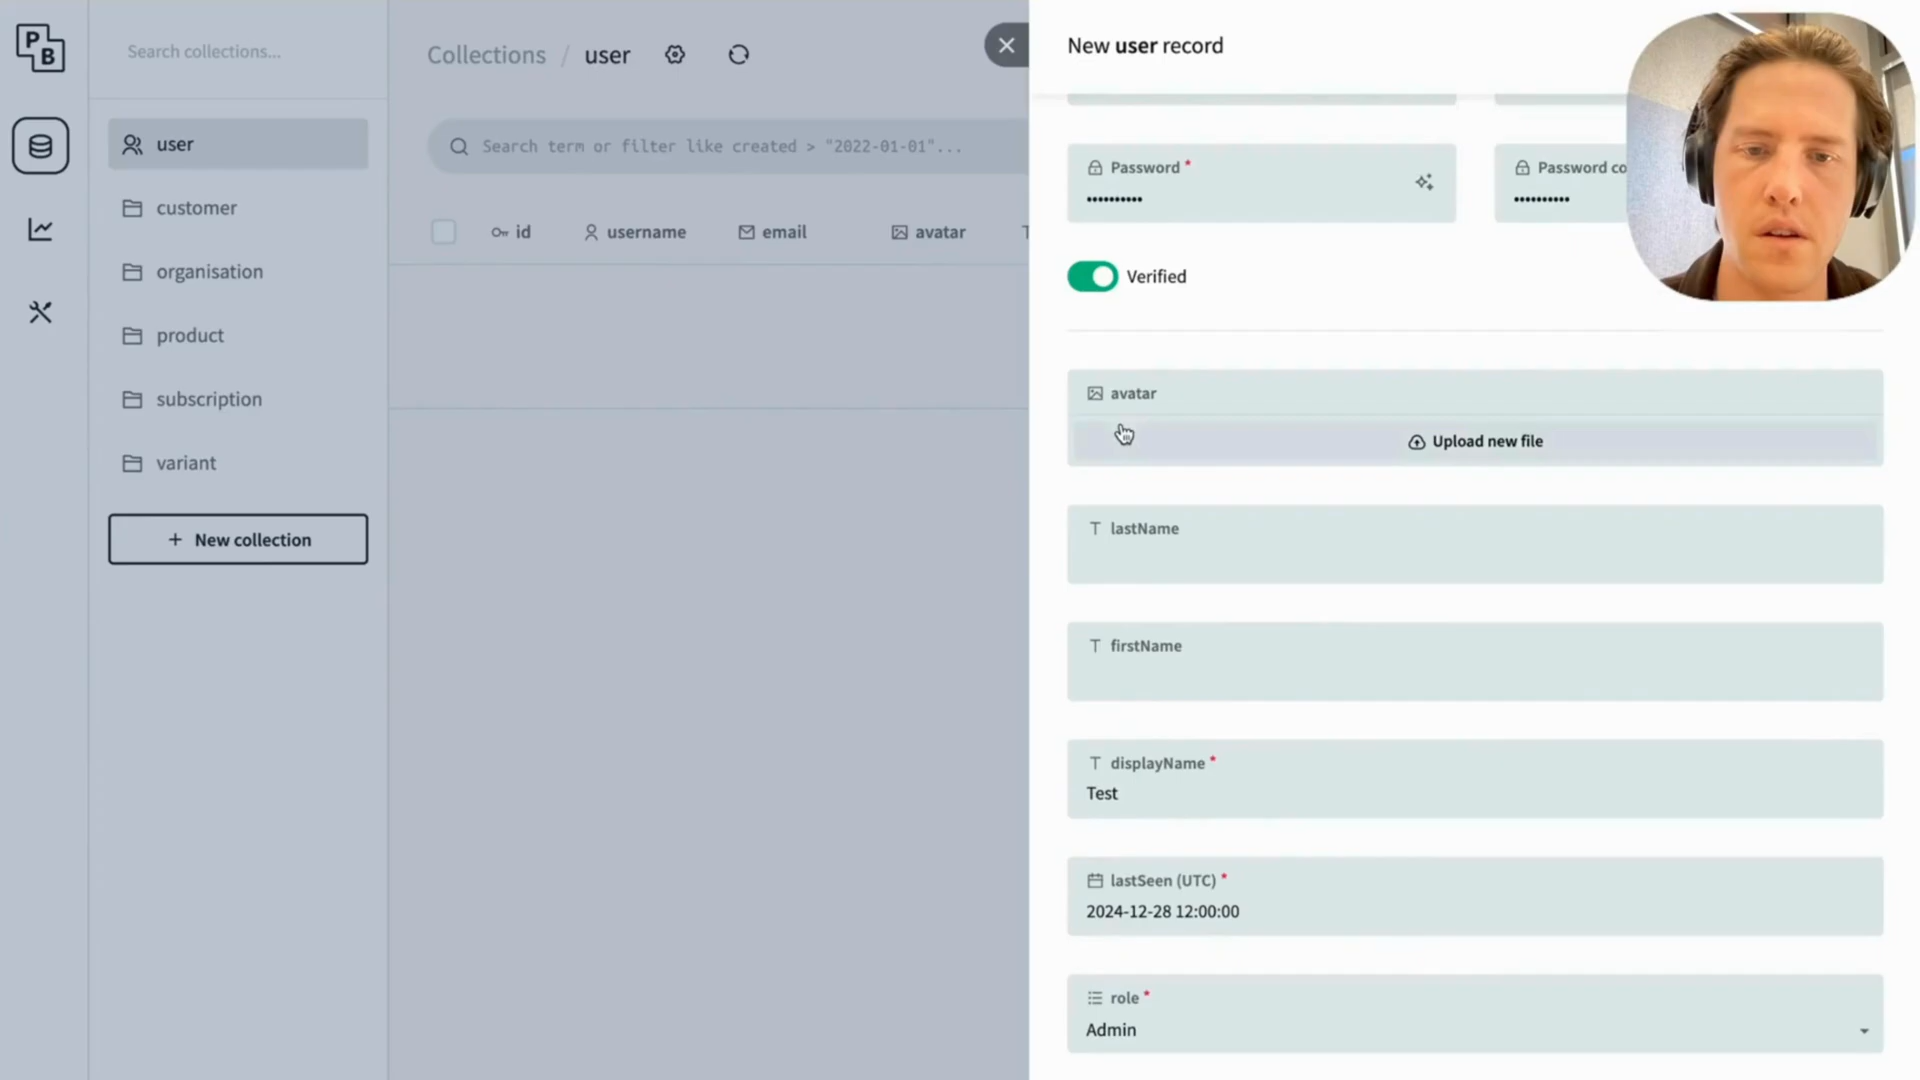 PB
Search collections...
user
customer
organisation
product
subscription
variant
+ New collection
Collections / user
Search term or filter like created > "2022-01-01"...
id
username
email
avatar
New user record
Password *
••••••••••
Password co
••••••••••
Verified
avatar
Upload new file
lastName
firstName
displayName *
Test
lastSeen (UTC) *
2024-12-28 12:00:00
role *
Admin